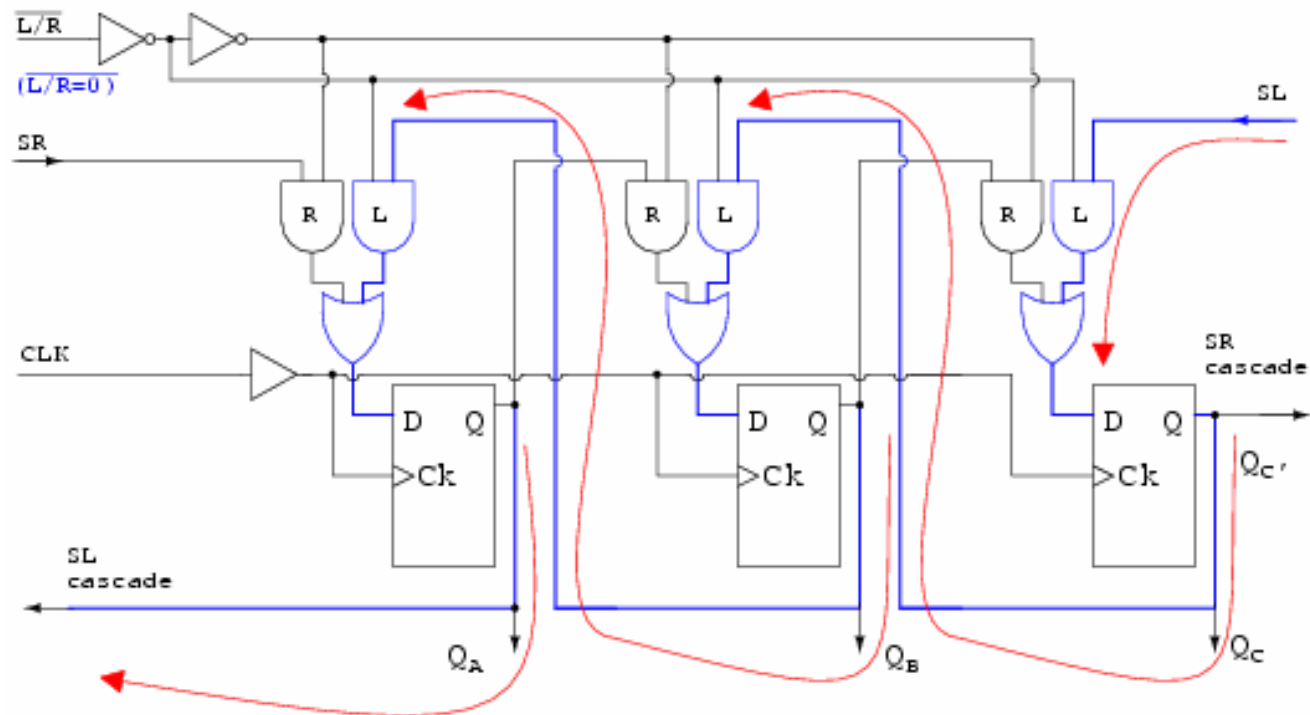 L/R
(L/R=0)
SL
SR
R L R L R L
CLK
SR
cascade
D Q D Q D Q
Ck Ck Ck
QC'
SL
cascade
QA QB QC